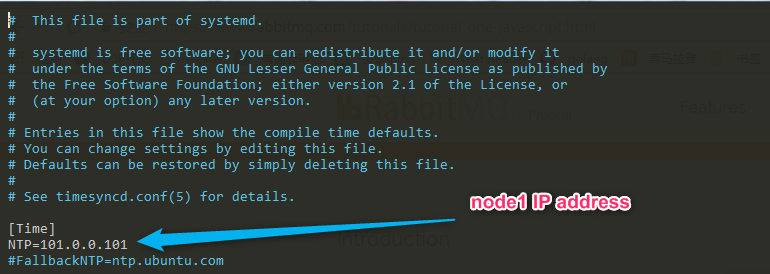 #  This file is part of systemd.
#
#  systemd is free software; you can redistribute it and/or modify it
#  under the terms of the GNU Lesser General Public License as published by
#  the Free Software Foundation; either version 2.1 of the License, or
#  (at your option) any later version.
#
# Entries in this file show the compile time defaults.
# You can change settings by editing this file.
# Defaults can be restored by simply deleting this file.
#
# See timesyncd.conf(5) for details.
[Time]
node1 IP address
NTP=101.0.0.101
#FallbackNTP=ntp.ubuntu.com
RabbitMQ
Features
Introduction